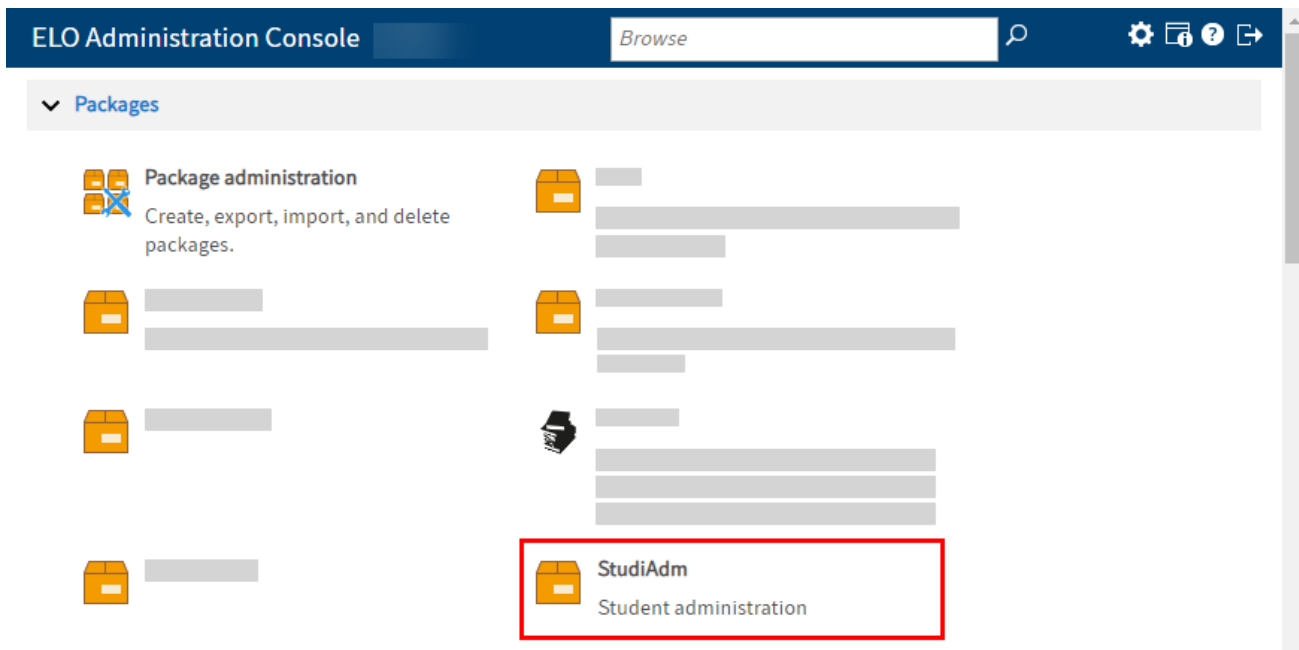 ELO Administration Console
Browse
Packages
Package administration
Create, export, import, and delete
packages.
StudiAdm
Student administration